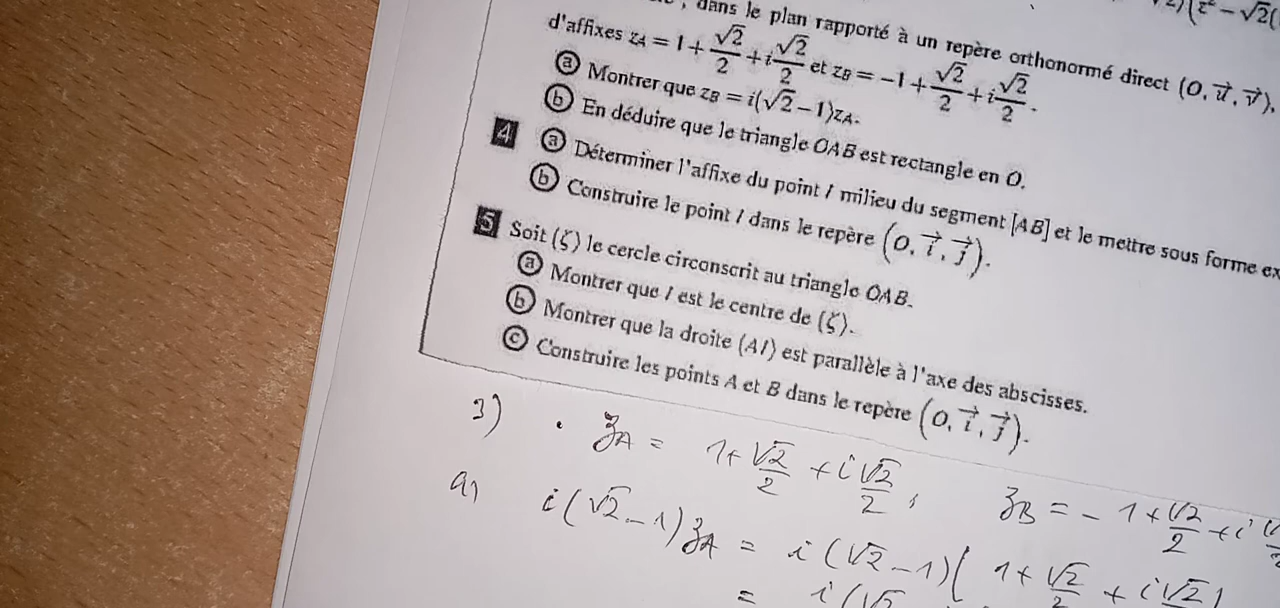 √2)(z² − √2(
, dans le plan rapporté à un repère orthonormé direct (O, u⃗, v⃗),
d'affixes z_A = 1 + √2/2 + i √2/2 et z_B = −1 + √2/2 + i √2/2.
ⓐ Montrer que z_B = i(√2 − 1)z_A.
ⓑ En déduire que le triangle OAB est rectangle en O.
4 ⓐ Déterminer l'affixe du point I milieu du segment [AB] et le mettre sous forme ex
ⓑ Construire le point I dans le repère (O, i⃗, j⃗).
5 Soit (ζ) le cercle circonscrit au triangle OAB.
ⓐ Montrer que I est le centre de (ζ).
ⓑ Montrer que la droite (AI) est parallèle à l'axe des abscisses.
ⓒ Construire les points A et B dans le repère (O, i⃗, j⃗).
3) • z_A = 1 + √2/2 + i √2/2 , z_B = − 1 + √2/2 + i √
a) i(√2 − 1) z_A = i(√2 − 1)( 1 + √2/2 + i √2)
= i(√2